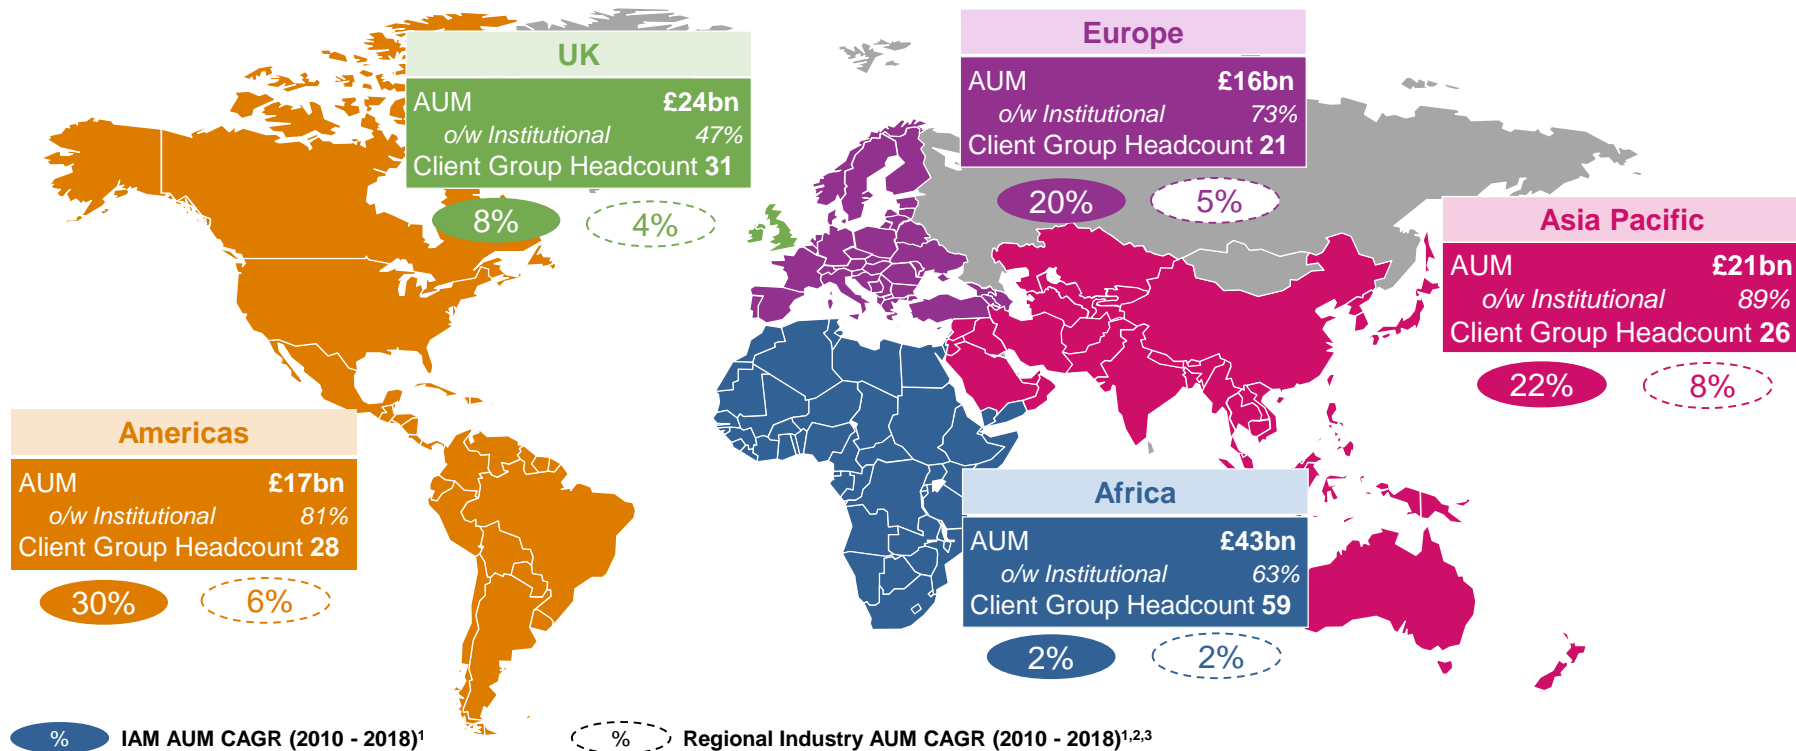 UK
AUM £24bn
o/w Institutional 47%
Client Group Headcount 31
8% 4%
Europe
AUM £16bn
o/w Institutional 73%
Client Group Headcount 21
20% 5%
Asia Pacific
AUM £21bn
o/w Institutional 89%
Client Group Headcount 26
22% 8%
Americas
AUM £17bn
o/w Institutional 81%
Client Group Headcount 28
30% 6%
Africa
AUM £43bn
o/w Institutional 63%
Client Group Headcount 59
2% 2%
% IAM AUM CAGR (2010 - 2018)¹
% Regional Industry AUM CAGR (2010 - 2018)¹,²,³